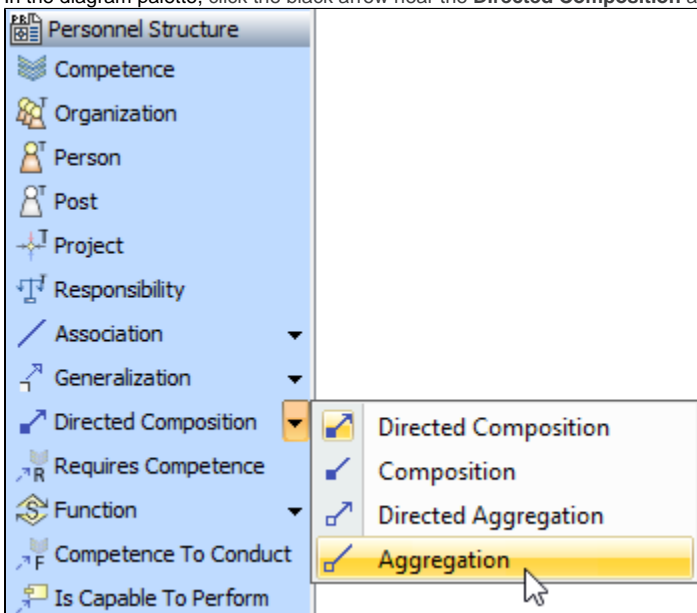 In the diagram palette, click the black arrow near the Directed Composition a
Personnel Structure
Competence
Organization
Person
Post
Project
Responsibility
Association
Generalization
Directed Composition
Requires Competence
Function
Competence To Conduct
Is Capable To Perform
Directed Composition
Composition
Directed Aggregation
Aggregation